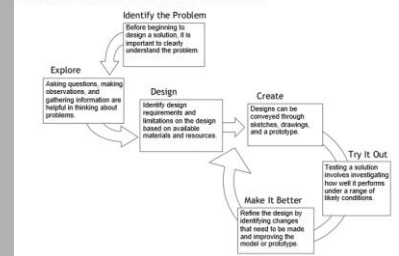 Identify the Problem
Before beginning to
design a solution, it is
important to clearly
understand the problem.
Explore
Asking questions, making
observations, and
gathering information are
helpful in thinking about
problems.
Design
Identify design
requirements and
limitations on the design
based on available
materials and resources.
Create
Designs can be
conveyed through
sketches, drawings,
and a prototype.
Try It Out
Testing a solution
involves investigating
how well it performs
under a range of
likely conditions.
Make It Better
Refine the design by
identifying changes
that need to be made
and improving the
model or prototype.